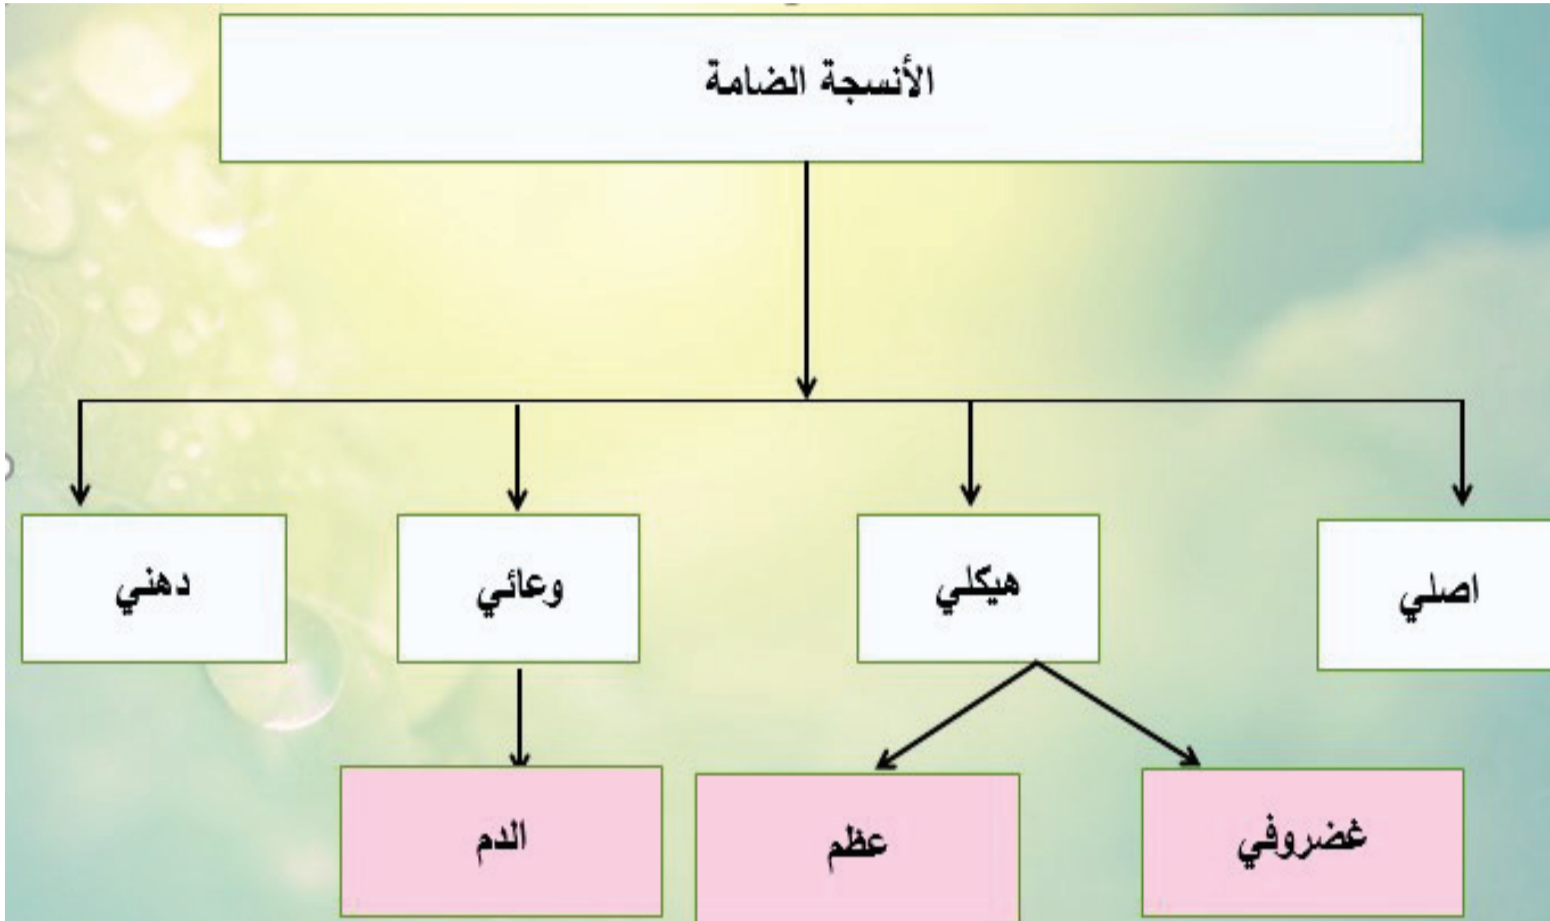 الأنسجة الضامة
اصلي
هيكلي
وعائي
دهني
غضروفي
عظم
الدم